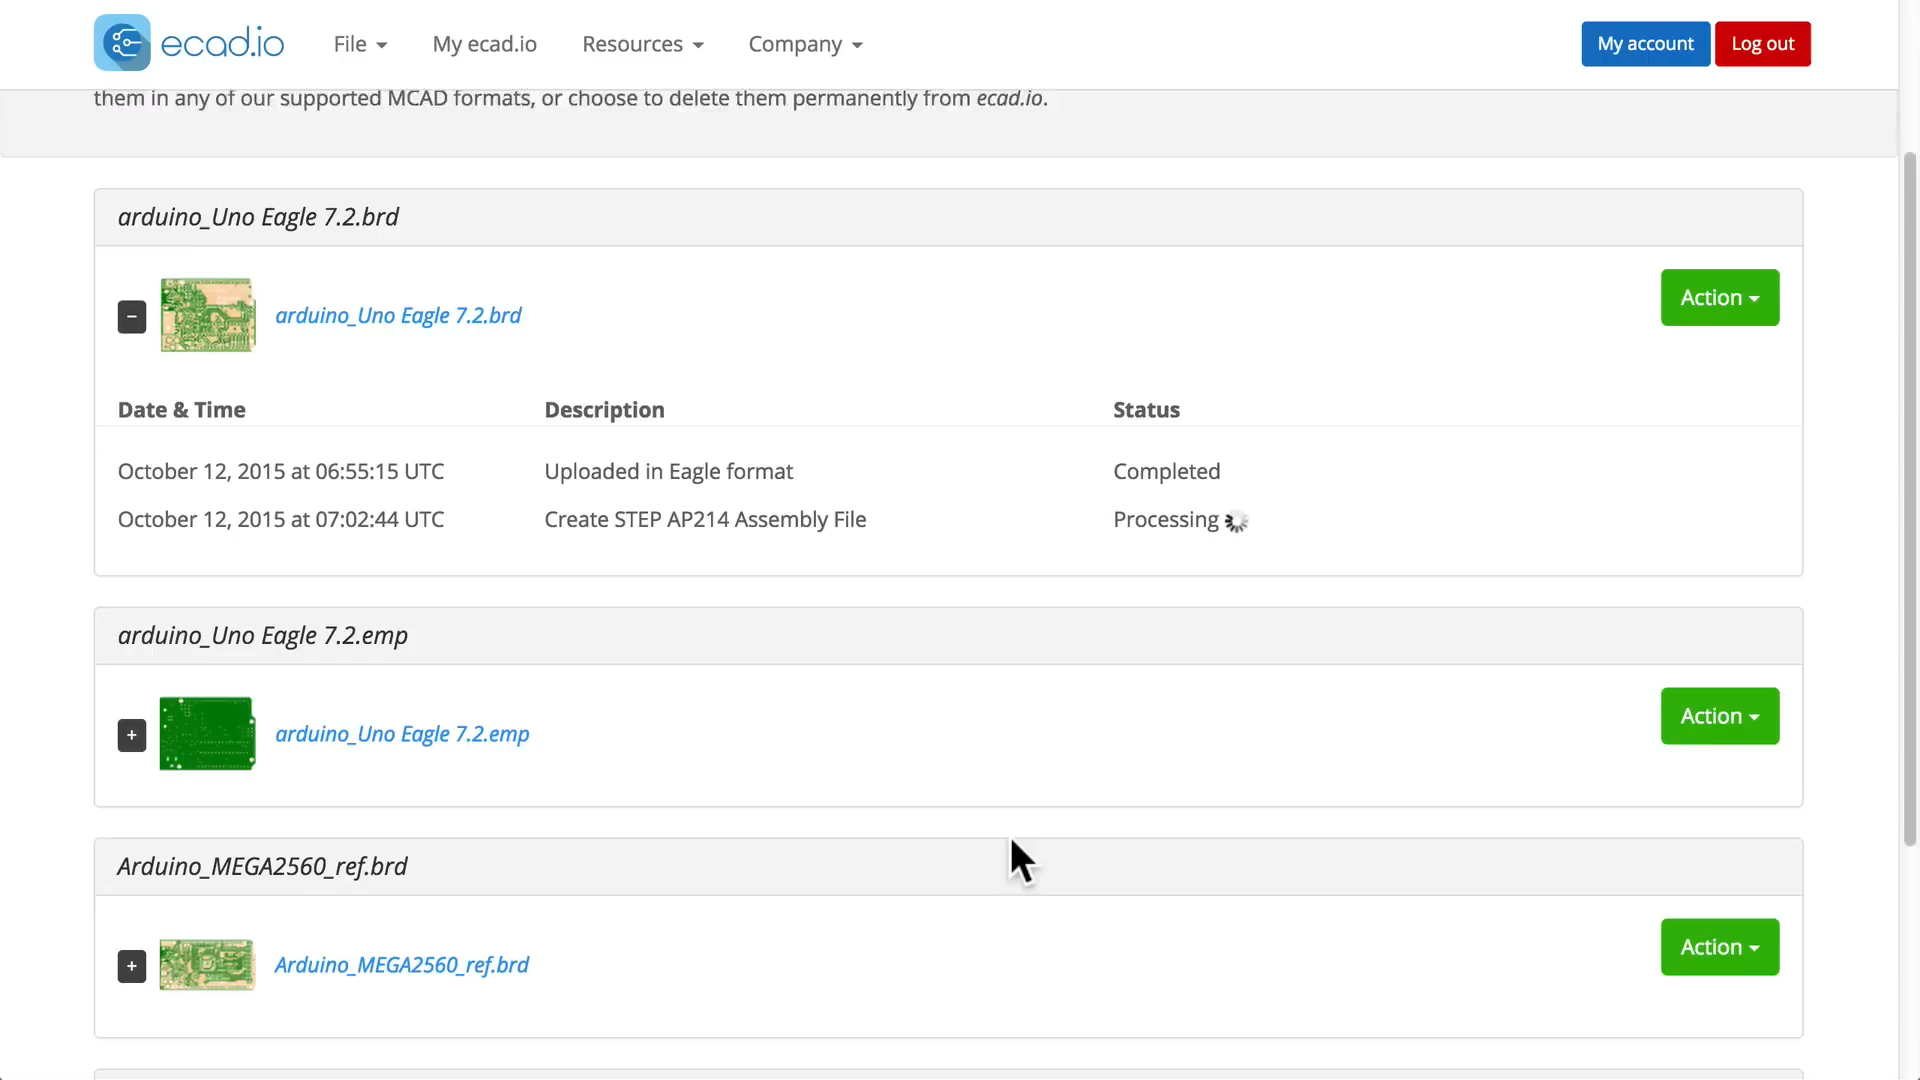 ecad.io File My ecad.io Resources Company My account Log out
them in any of our supported MCAD formats, or choose to delete them permanently from ecad.io.
arduino_Uno Eagle 7.2.brd
− arduino_Uno Eagle 7.2.brd Action
Date & Time Description Status
October 12, 2015 at 06:55:15 UTC Uploaded in Eagle format Completed
October 12, 2015 at 07:02:44 UTC Create STEP AP214 Assembly File Processing
arduino_Uno Eagle 7.2.emp
+ arduino_Uno Eagle 7.2.emp Action
Arduino_MEGA2560_ref.brd
+ Arduino_MEGA2560_ref.brd Action